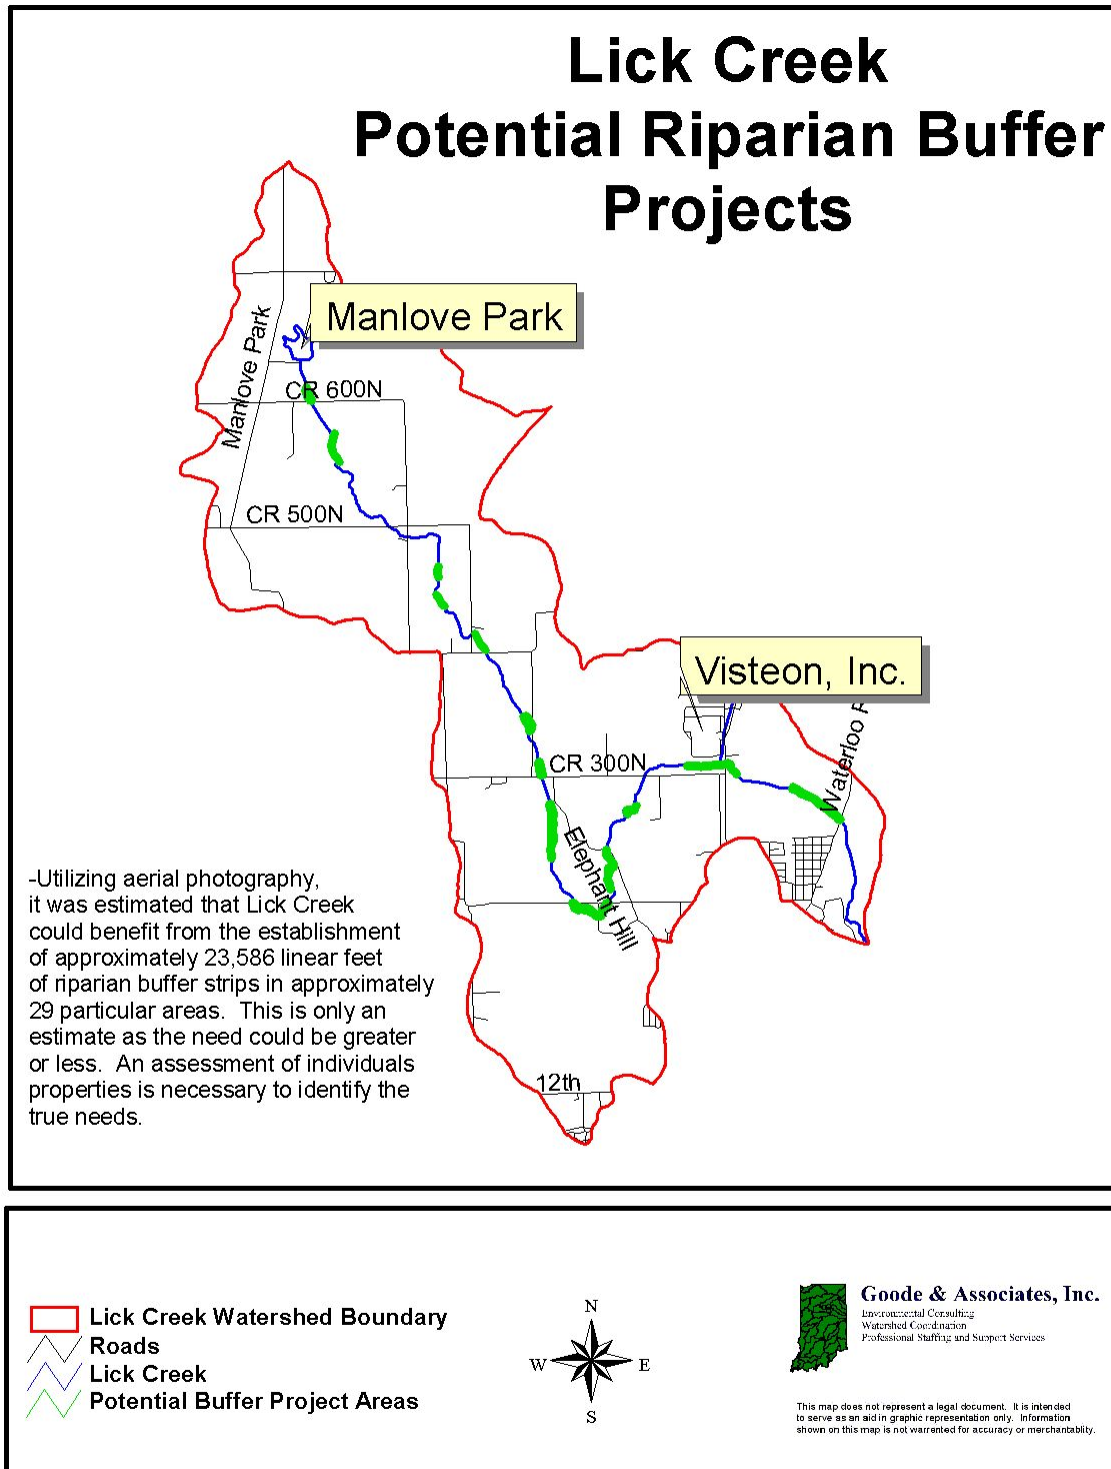 Lick Creek
Potential Riparian Buffer
Projects
Manlove Park
Manlove Park
CR 600N
CR 500N
Visteon, Inc.
Waterloo
CR 300N
Elephant Hill
12th
-Utilizing aerial photography,
it was estimated that Lick Creek
could benefit from the establishment
of approximately 23,586 linear feet
of riparian buffer strips in approximately
29 particular areas.  This is only an
estimate as the need could be greater
or less.  An assessment of individuals
properties is necessary to identify the
true needs.
Lick Creek Watershed Boundary
Roads
Lick Creek
Potential Buffer Project Areas
N
W
E
S
Goode & Associates, Inc.
Environmental Consulting
Watershed Coordination
Professional Staffing and Support Services
This map does not represent a legal document.  It is intended
to serve as an aid in graphic representation only.  Information
shown on this map is not warrented for accuracy or merchantablity.